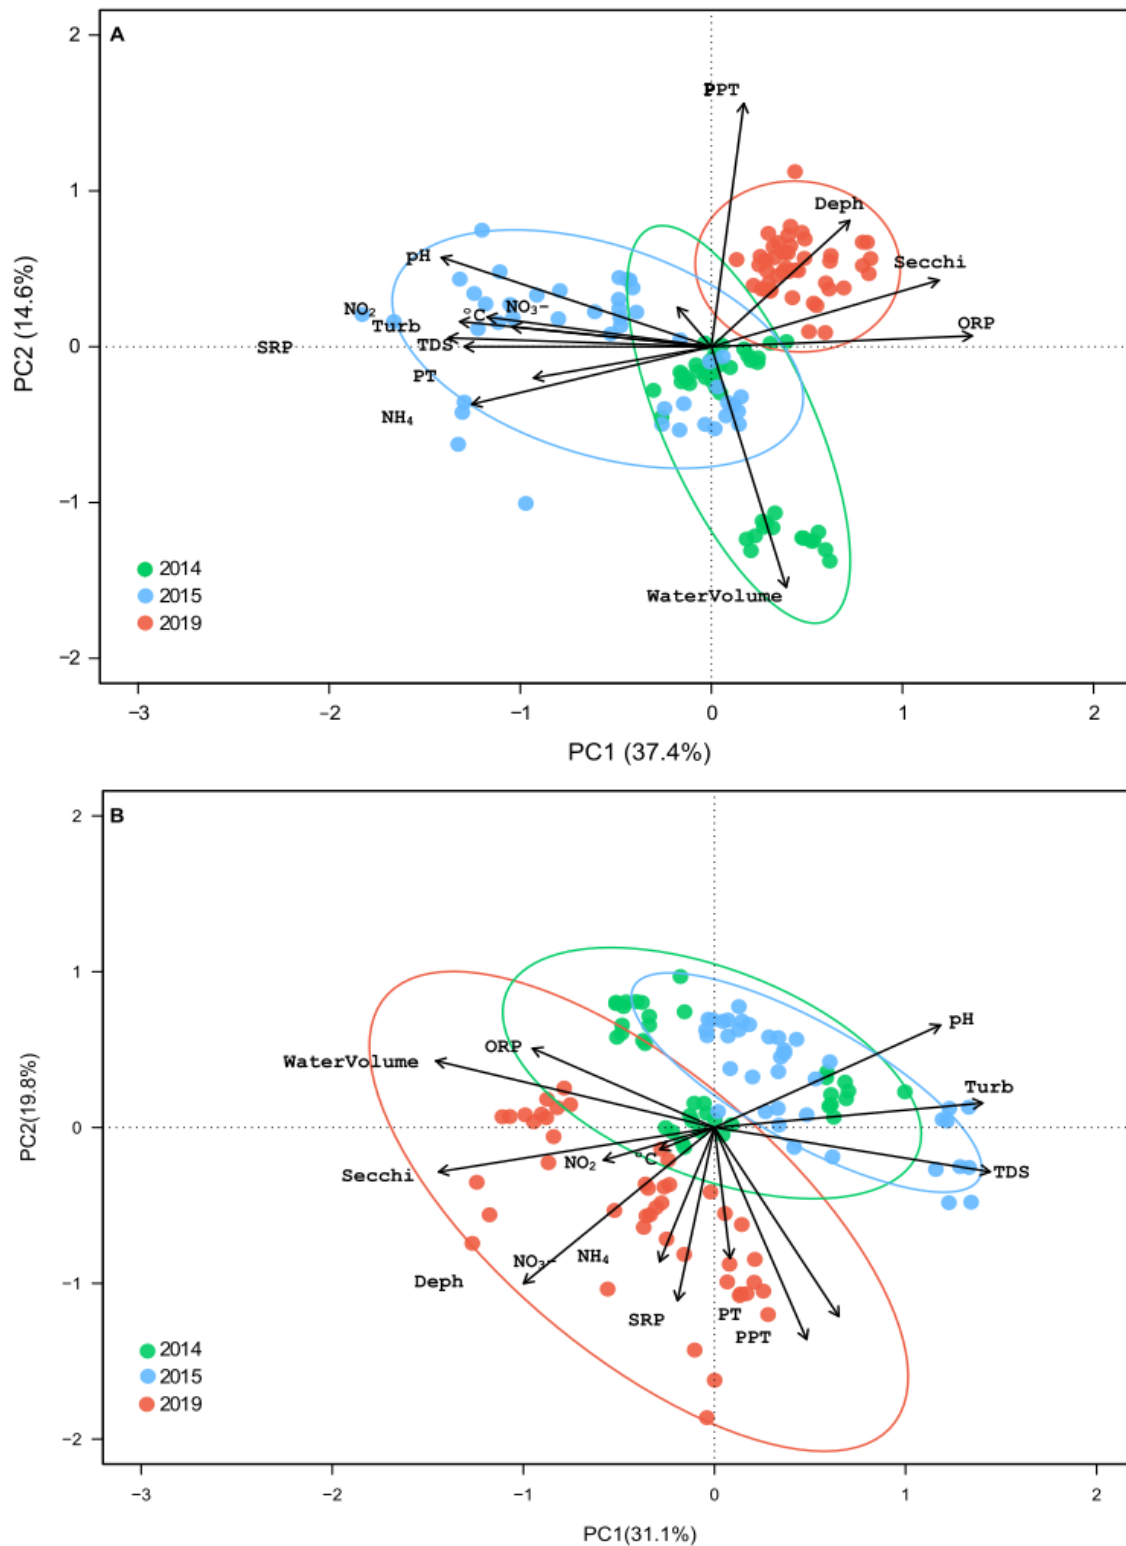 A
2
1
0
−1
−2
PC2 (14.6%)
PPT
Deph
Secchi
ORP
pH
NO₂
°C
NO₃−
Turb
TDS
SRP
PT
NH₄
WaterVolume
2014
2015
2019
−3
−2
−1
0
1
2
PC1 (37.4%)
B
2
1
0
−1
−2
PC2(19.8%)
pH
ORP
WaterVolume
Turb
NO₂
°C
Secchi
TDS
NO₃−
NH₄
Deph
SRP
PT
PPT
2014
2015
2019
−3
−2
−1
0
1
2
PC1(31.1%)